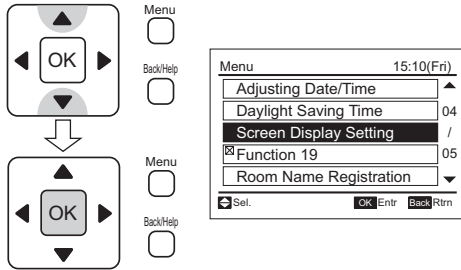 Menu
OK
Back/Help
Menu
OK
Back/Help
Menu 15:10(Fri)
Adjusting Date/Time
Daylight Saving Time 04
Screen Display Setting /
Function 19 05
Room Name Registration
Sel. OK Entr Back Rtrn